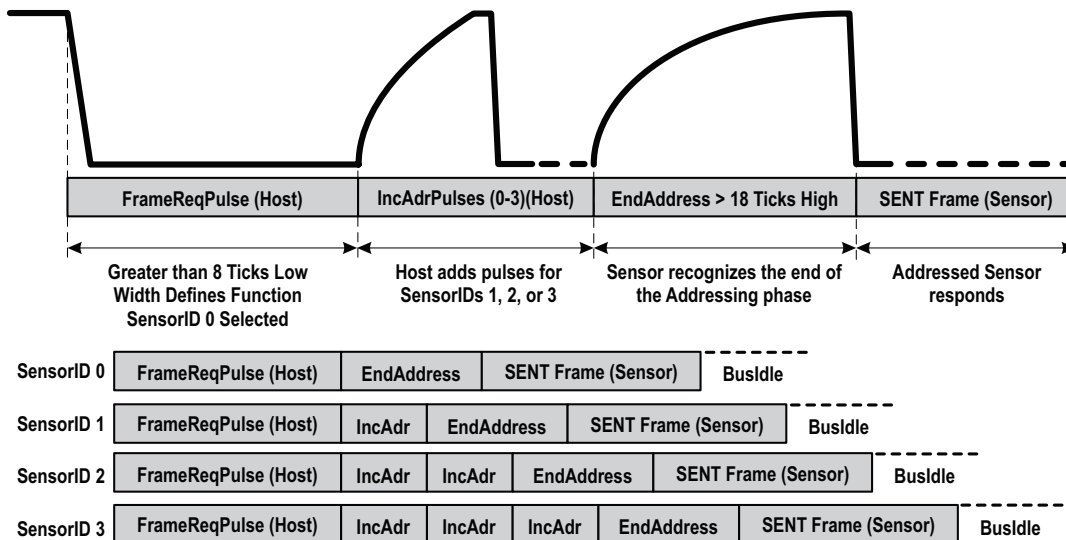 FrameReqPulse (Host) IncAdrPulses (0-3)(Host) EndAddress > 18 Ticks High SENT Frame (Sensor)
Greater than 8 Ticks Low
Width Defines Function
SensorID 0 Selected
Host adds pulses for
SensorIDs 1, 2, or 3
Sensor recognizes the end of
the Addressing phase
Addressed Sensor
responds
SensorID 0 FrameReqPulse (Host) EndAddress SENT Frame (Sensor) BusIdle
SensorID 1 FrameReqPulse (Host) IncAdr EndAddress SENT Frame (Sensor) BusIdle
SensorID 2 FrameReqPulse (Host) IncAdr IncAdr EndAddress SENT Frame (Sensor) BusIdle
SensorID 3 FrameReqPulse (Host) IncAdr IncAdr IncAdr EndAddress SENT Frame (Sensor) BusIdle